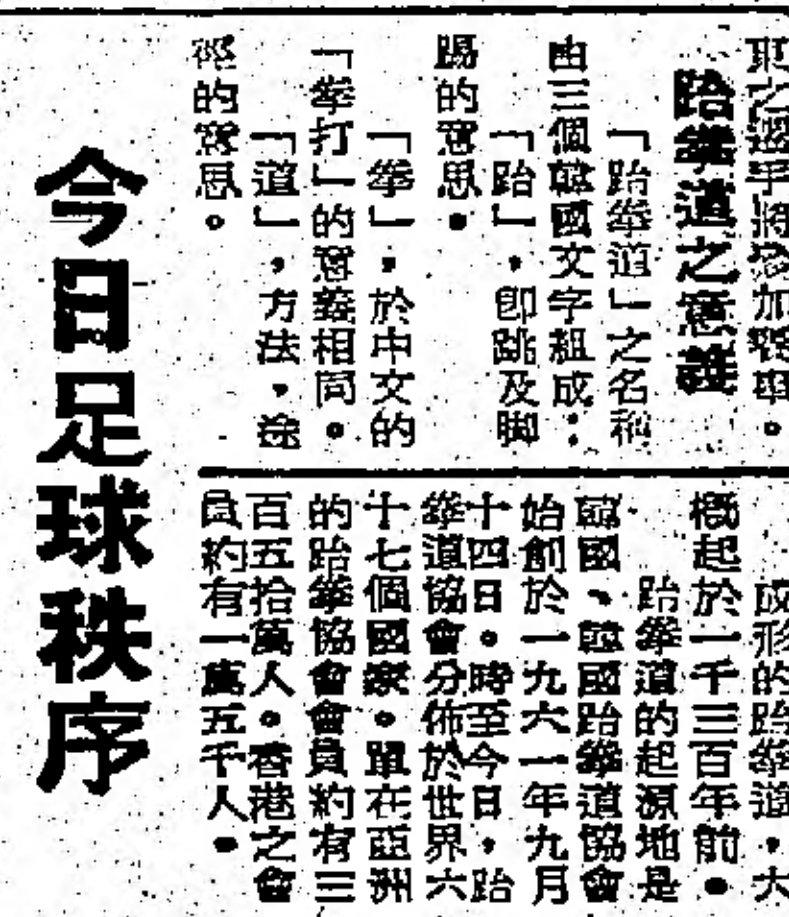 東之選手將參加賽事。
跆拳道之意義
「跆拳道」之名稱
由三個韓國文字組成:
「跆」,即跳及脚
踢的意思。
「拳」,於中文的
「拳打」的意義相同。
「道」,方法,途
徑的意思。
成形的跆拳道,大
概起於一千三百年前。
跆拳道的起源地是
韓國、韓國跆拳道協會
始創於一九六一年九月
十四日。時至今日,跆
拳道協會分佈於世界六
十七個國家。單在亞洲
的跆拳協會會員約有三
百五拾萬人。香港之會
員約有一萬五千人。
今日足球秩序